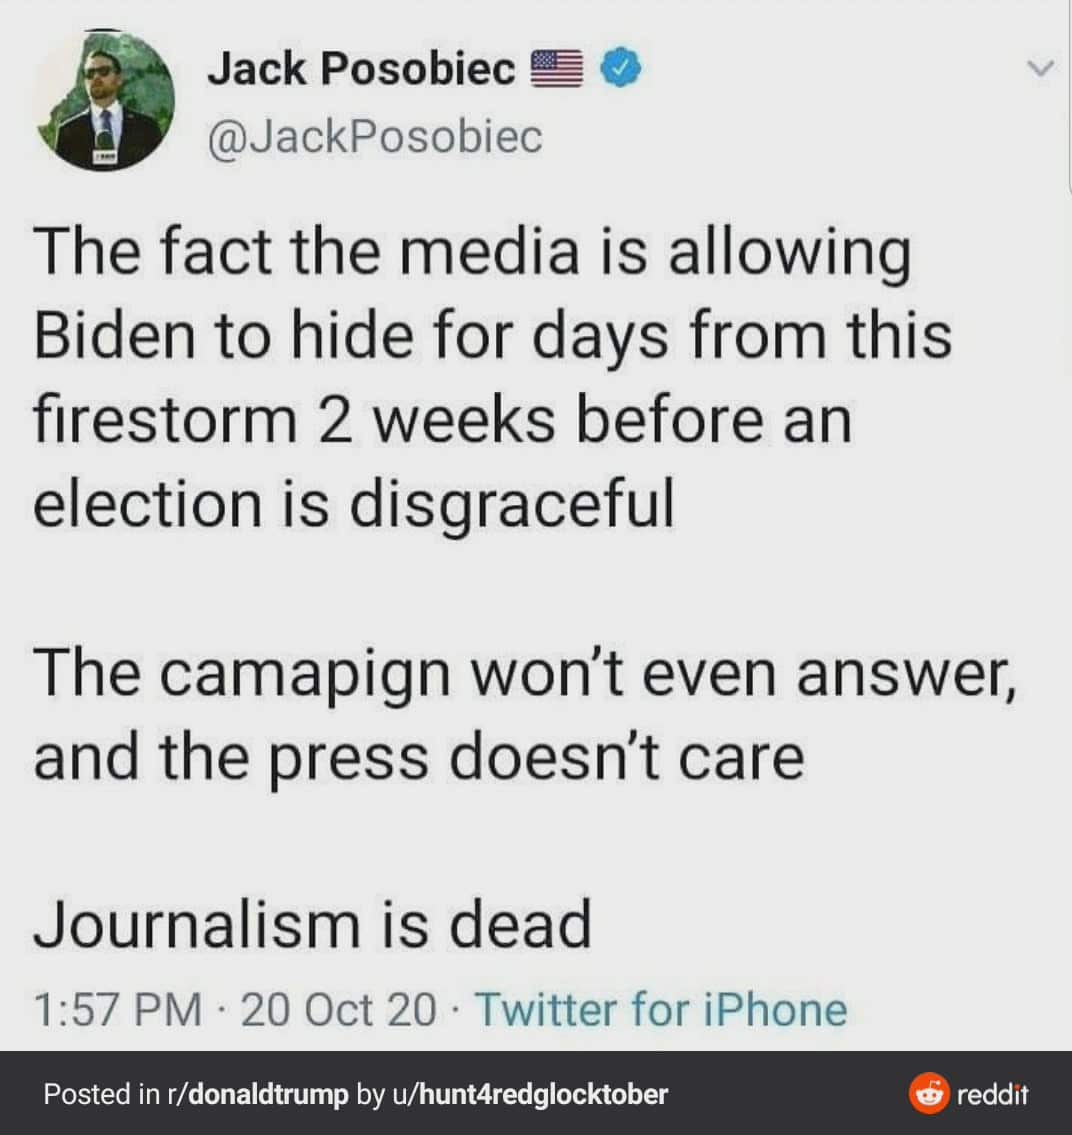 Jack Posobiec
@JackPosobiec
The fact the media is allowing
Biden to hide for days from this
firestorm 2 weeks before an
election is disgraceful
The camapign won't even answer,
and the press doesn't care
Journalism is dead
1:57 PM · 20 Oct 20 · Twitter for iPhone
Posted in r/donaldtrump by u/hunt4redglocktober
reddit